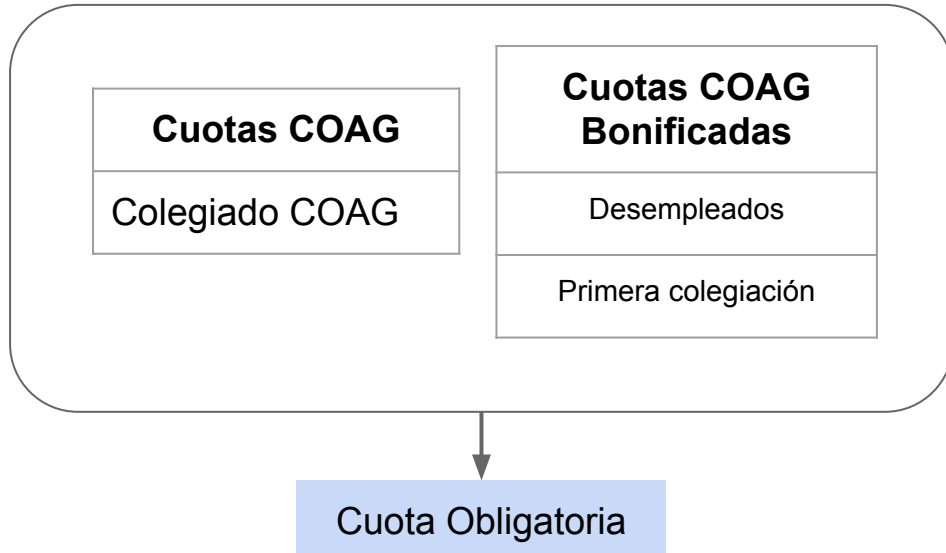 Cuotas COAG
Colegiado COAG
Cuotas COAG
Bonificadas
Desempleados
Primera colegiación
Cuota Obligatoria